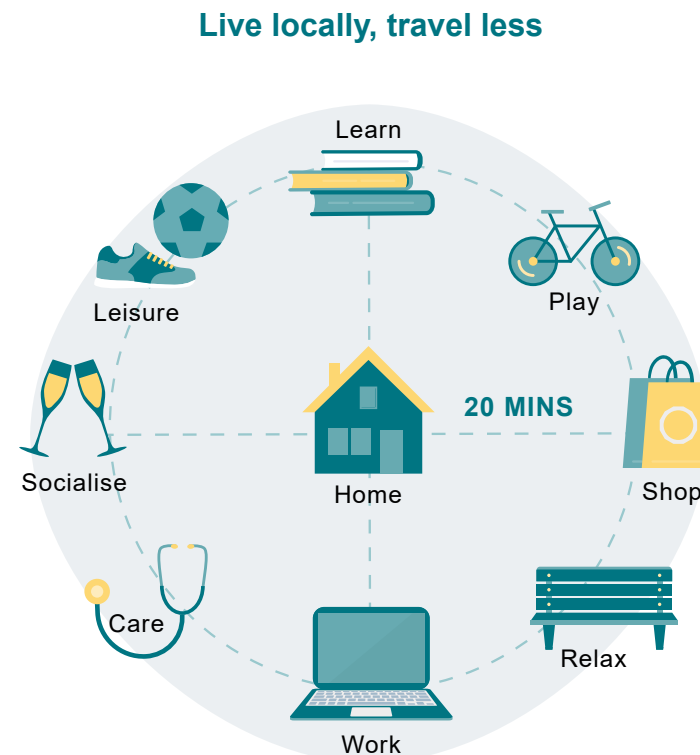 Live locally, travel less
Learn
Leisure
Play
20 MINS
Socialise
Home
Shop
Care
Relax
Work